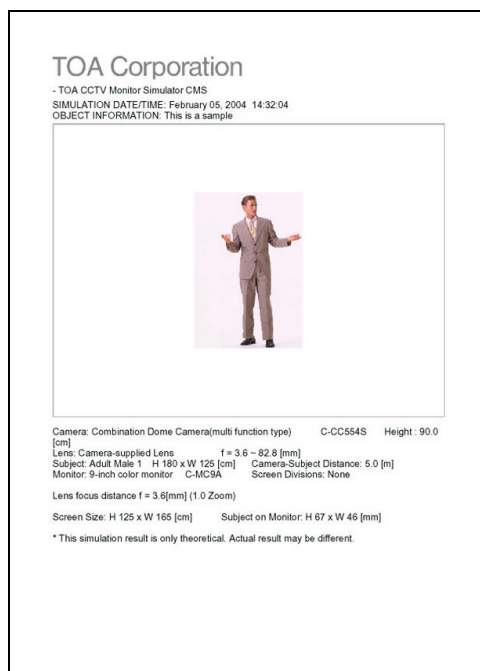 TOA Corporation
- TOA CCTV Monitor Simulator CMS
SIMULATION DATE/TIME: February 05, 2004 14:32:04
OBJECT INFORMATION: This is a sample
Camera: Combination Dome Camera(multi function type) C-CC554S Height : 90.0
[cm]
Lens: Camera-supplied Lens f = 3.6 ~ 82.8 [mm]
Subject: Adult Male 1 H 180 x W 125 [cm] Camera-Subject Distance: 5.0 [m]
Monitor: 9-inch color monitor C-MC9A Screen Divisions: None
Lens focus distance f = 3.6[mm] (1.0 Zoom)
Screen Size: H 125 x W 165 [cm] Subject on Monitor: H 67 x W 46 [mm]
* This simulation result is only theoretical. Actual result may be different.